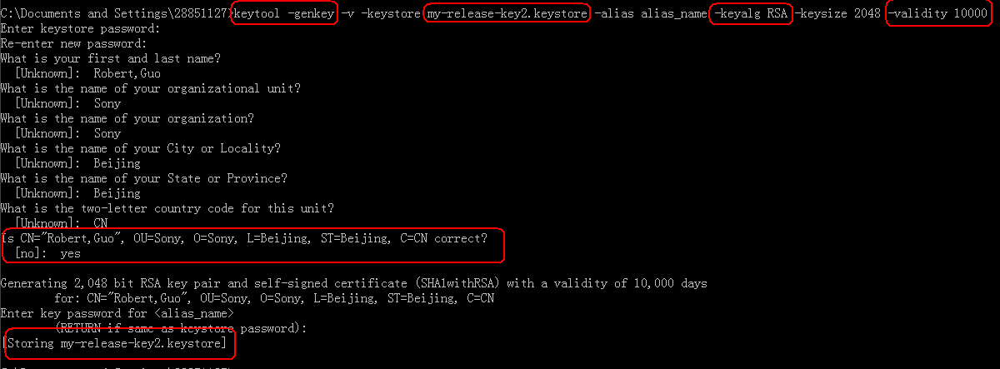 C:\Documents and Settings\28851127>keytool -genkey -v -keystore my-release-key2.keystore -alias alias_name -keyalg RSA -keysize 2048 -validity 10000
Enter keystore password:
Re-enter new password:
What is your first and last name?
[Unknown]: Robert,Guo
What is the name of your organizational unit?
[Unknown]: Sony
What is the name of your organization?
[Unknown]: Sony
What is the name of your City or Locality?
[Unknown]: Beijing
What is the name of your State or Province?
[Unknown]: Beijing
What is the two-letter country code for this unit?
[Unknown]: CN
Is CN="Robert,Guo", OU=Sony, O=Sony, L=Beijing, ST=Beijing, C=CN correct?
[no]: yes
Generating 2,048 bit RSA key pair and self-signed certificate (SHA1withRSA) with a validity of 10,000 days
for: CN="Robert,Guo", OU=Sony, O=Sony, L=Beijing, ST=Beijing, C=CN
Enter key password for <alias_name>
(RETURN if same as keystore password):
[Storing my-release-key2.keystore]